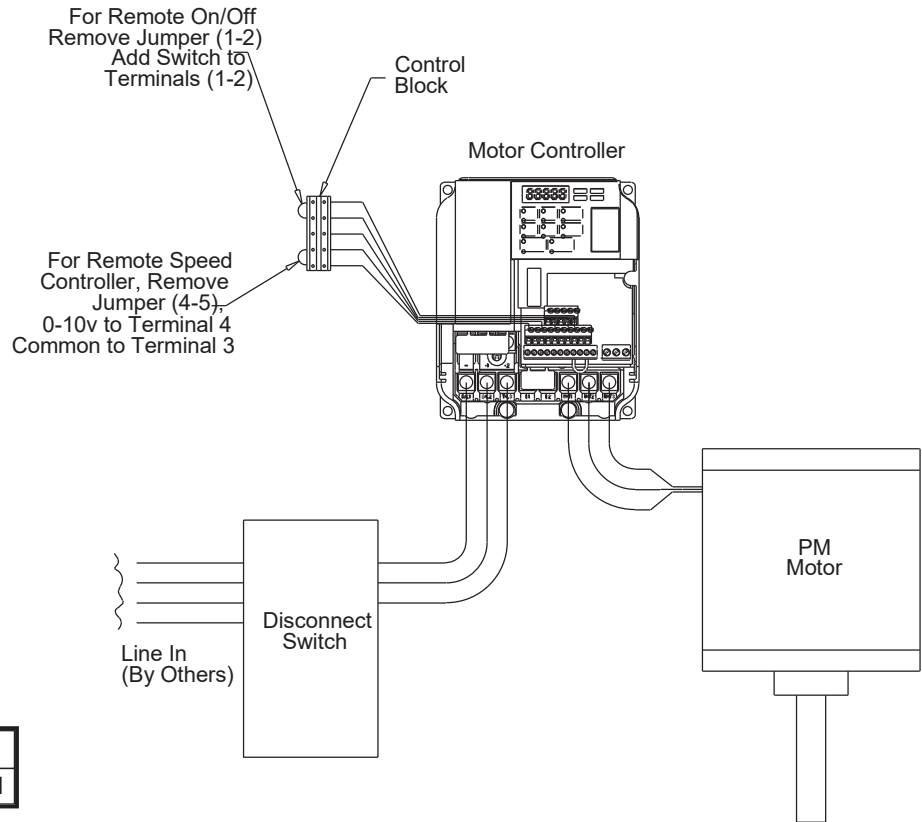 For Remote On/Off
Remove Jumper (1-2)
Add Switch to
Terminals (1-2)
Control
Block
Motor Controller
For Remote Speed
Controller, Remove
Jumper (4-5),
0-10v to Terminal 4
Common to Terminal 3
PM
Motor
Disconnect
Switch
Line In
(By Others)